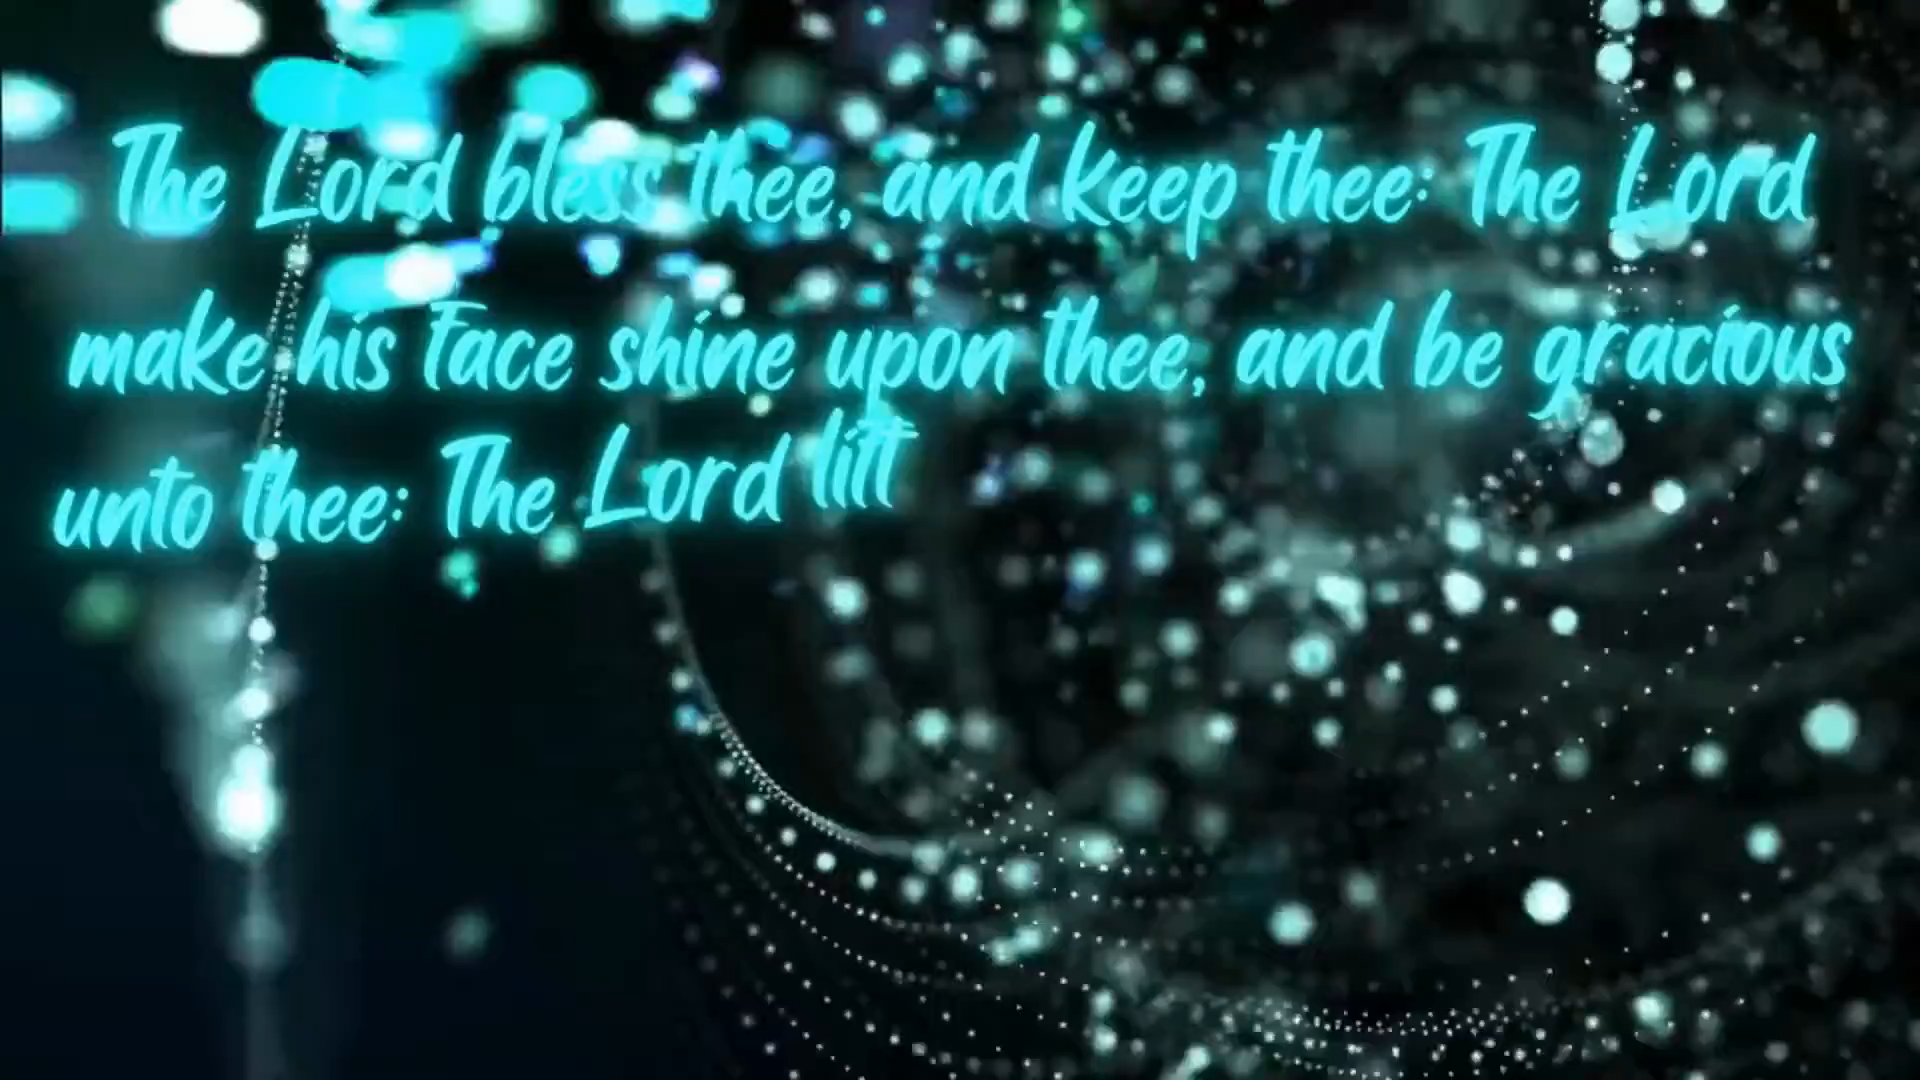 The Lord bless thee, and keep thee: The Lord
make his face shine upon thee, and be gracious
unto thee: The Lord lift